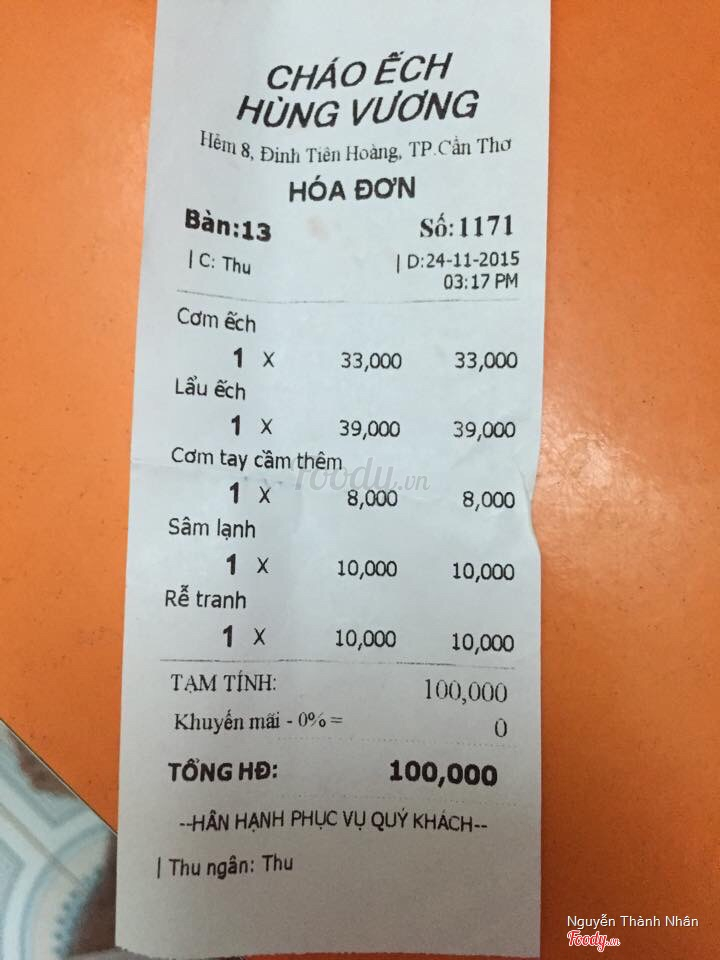 CHÁO ẾCH
HÙNG VƯƠNG
Hẻm 8, Đinh Tiên Hoàng, TP.Cần Thơ
HÓA ĐƠN
Bàn:13 Số:1171
| C: Thu | D:24-11-2015
03:17 PM
Cơm ếch
1 X 33,000 33,000
Lẩu ếch
1 X 39,000 39,000
Cơm tay cầm thêm
1 X 8,000 8,000
Sâm lạnh
1 X 10,000 10,000
Rễ tranh
1 X 10,000 10,000
TẠM TÍNH: 100,000
Khuyến mãi - 0% = 0
TỔNG HĐ: 100,000
--HÂN HẠNH PHỤC VỤ QUÝ KHÁCH--
| Thu ngân: Thu
foody.vn
Nguyễn Thành Nhân
Foody.vn